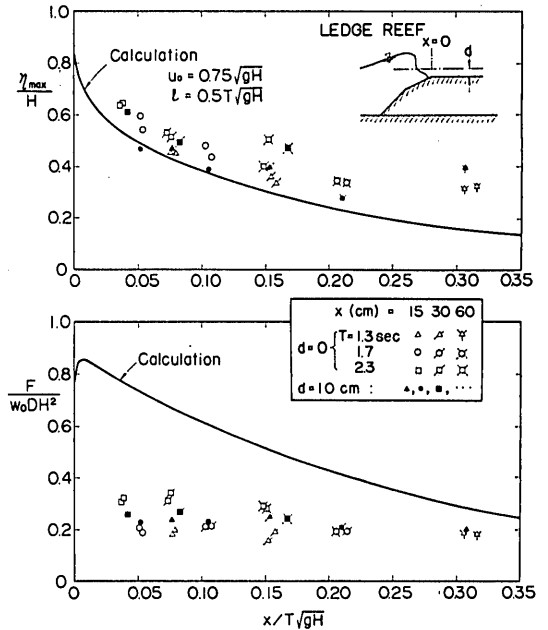 LEDGE REEF
x=0
d
Calculation
u₀ = 0.75√gH
ℓ = 0.5T√gH
η_max/H
1.0
0.8
0.6
0.4
0.2
0
0 0.05 0.10 0.15 0.20 0.25 0.30 0.35
x (cm) = 15 30 60
d=0 { T=1.3 sec
1.7
2.3
d=10 cm : ▲, ●, ■, ···
Calculation
F/W₀DH²
1.0
0.8
0.6
0.4
0.2
0
0 0.05 0.10 0.15 0.20 0.25 0.30 0.35
x/T√gH